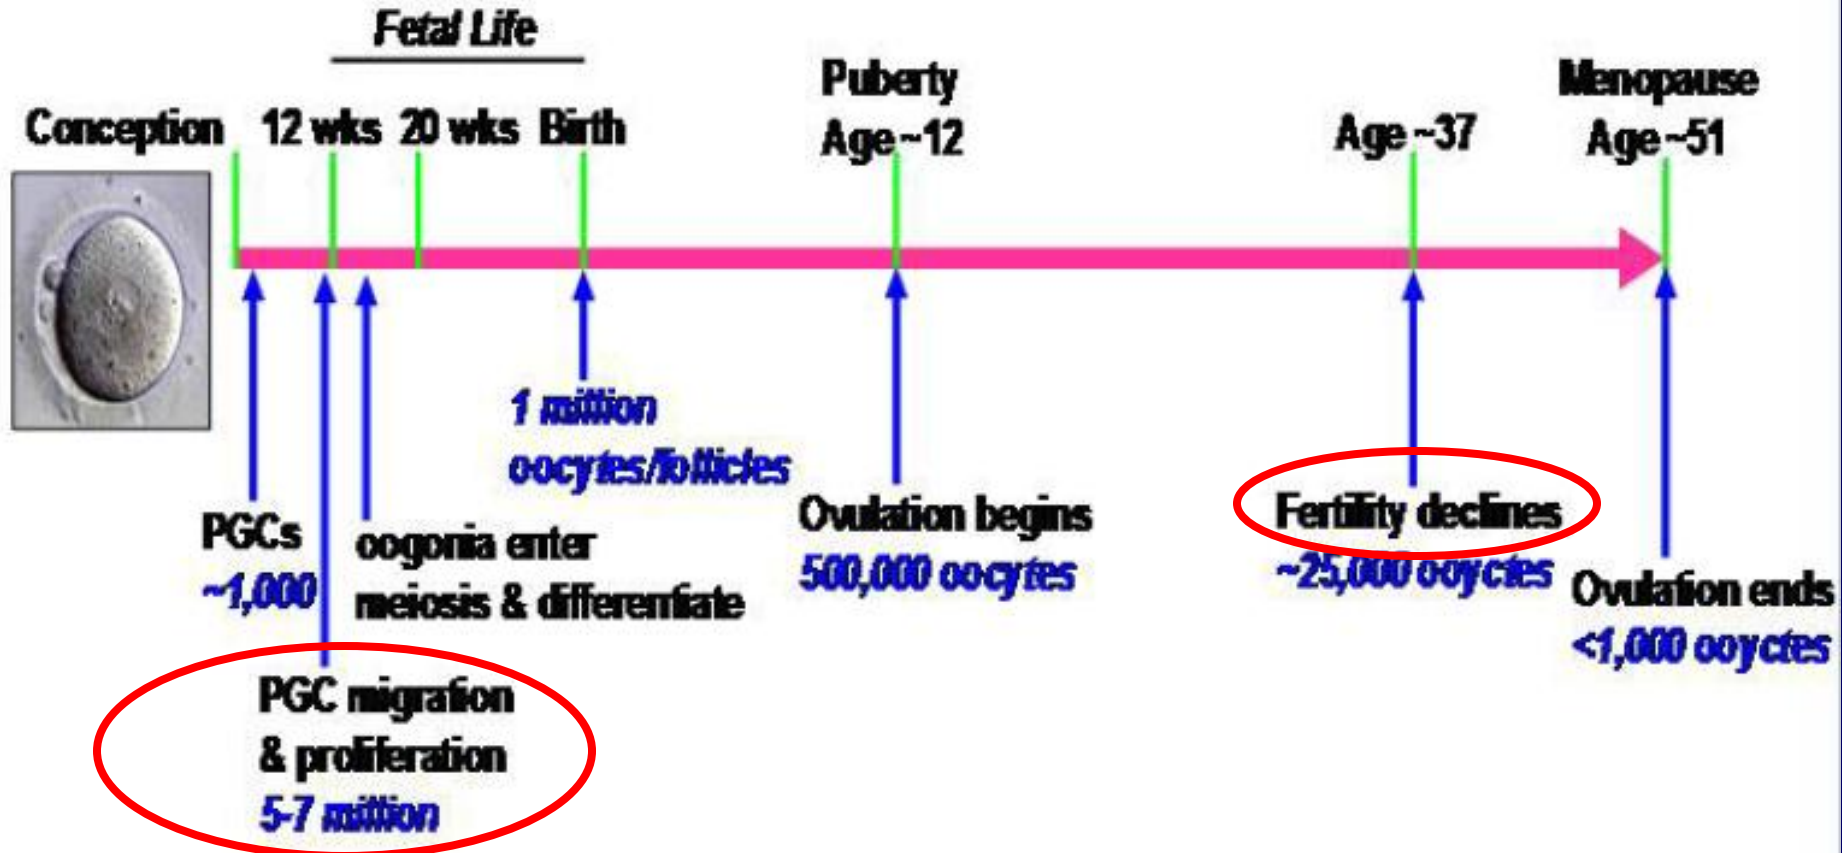 Fetal Life
Conception
12 wks
20 wks
Birth
Puberty
Age ~12
Age ~37
Menopause
Age ~51
PGCs
~1,000
PGC migration
& proliferation
5-7 million
oogonia enter
meiosis & differentiate
1 million
oocytes/follicles
Ovulation begins
500,000 oocytes
Fertility declines
~25,000 ooyctes
Ovulation ends
<1,000 ooyctes